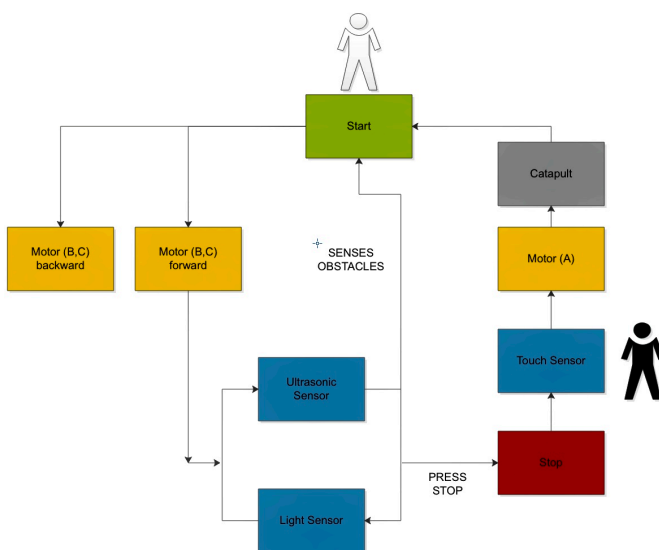 Start
Catapult
Motor (B,C)
backward
Motor (B,C)
forward
SENSES
OBSTACLES
Motor (A)
Ultrasonic
Sensor
Touch Sensor
PRESS
STOP
Stop
Light Sensor